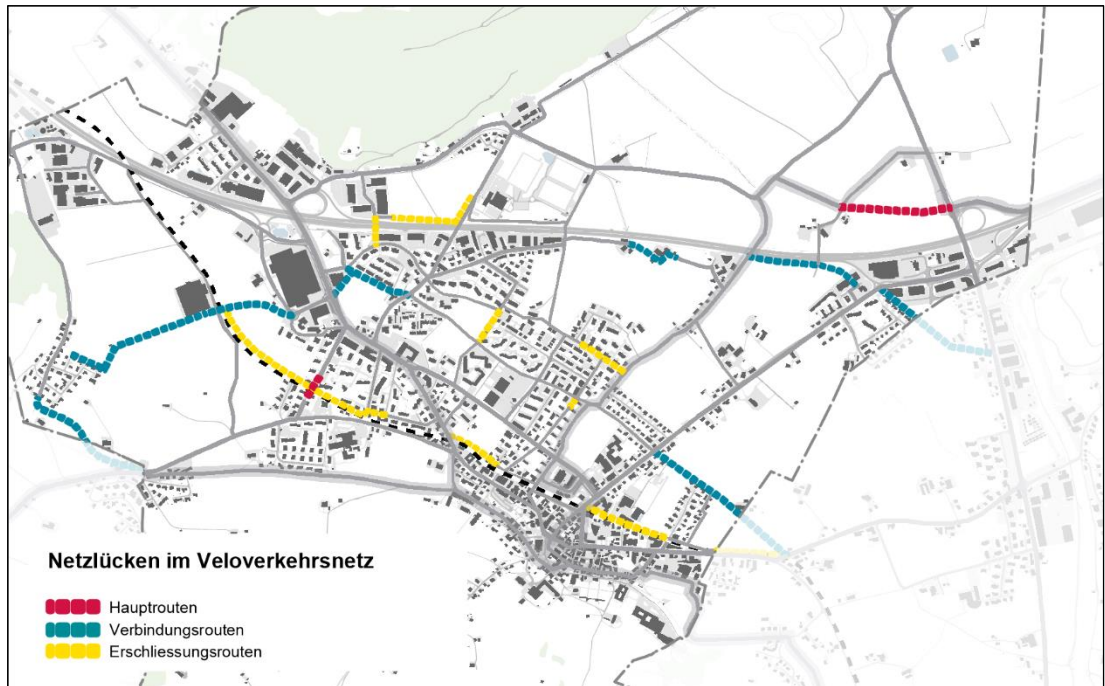 Netzlücken im Veloverkehrsnetz
Hauptrouten
Verbindungsrouten
Erschliessungsrouten